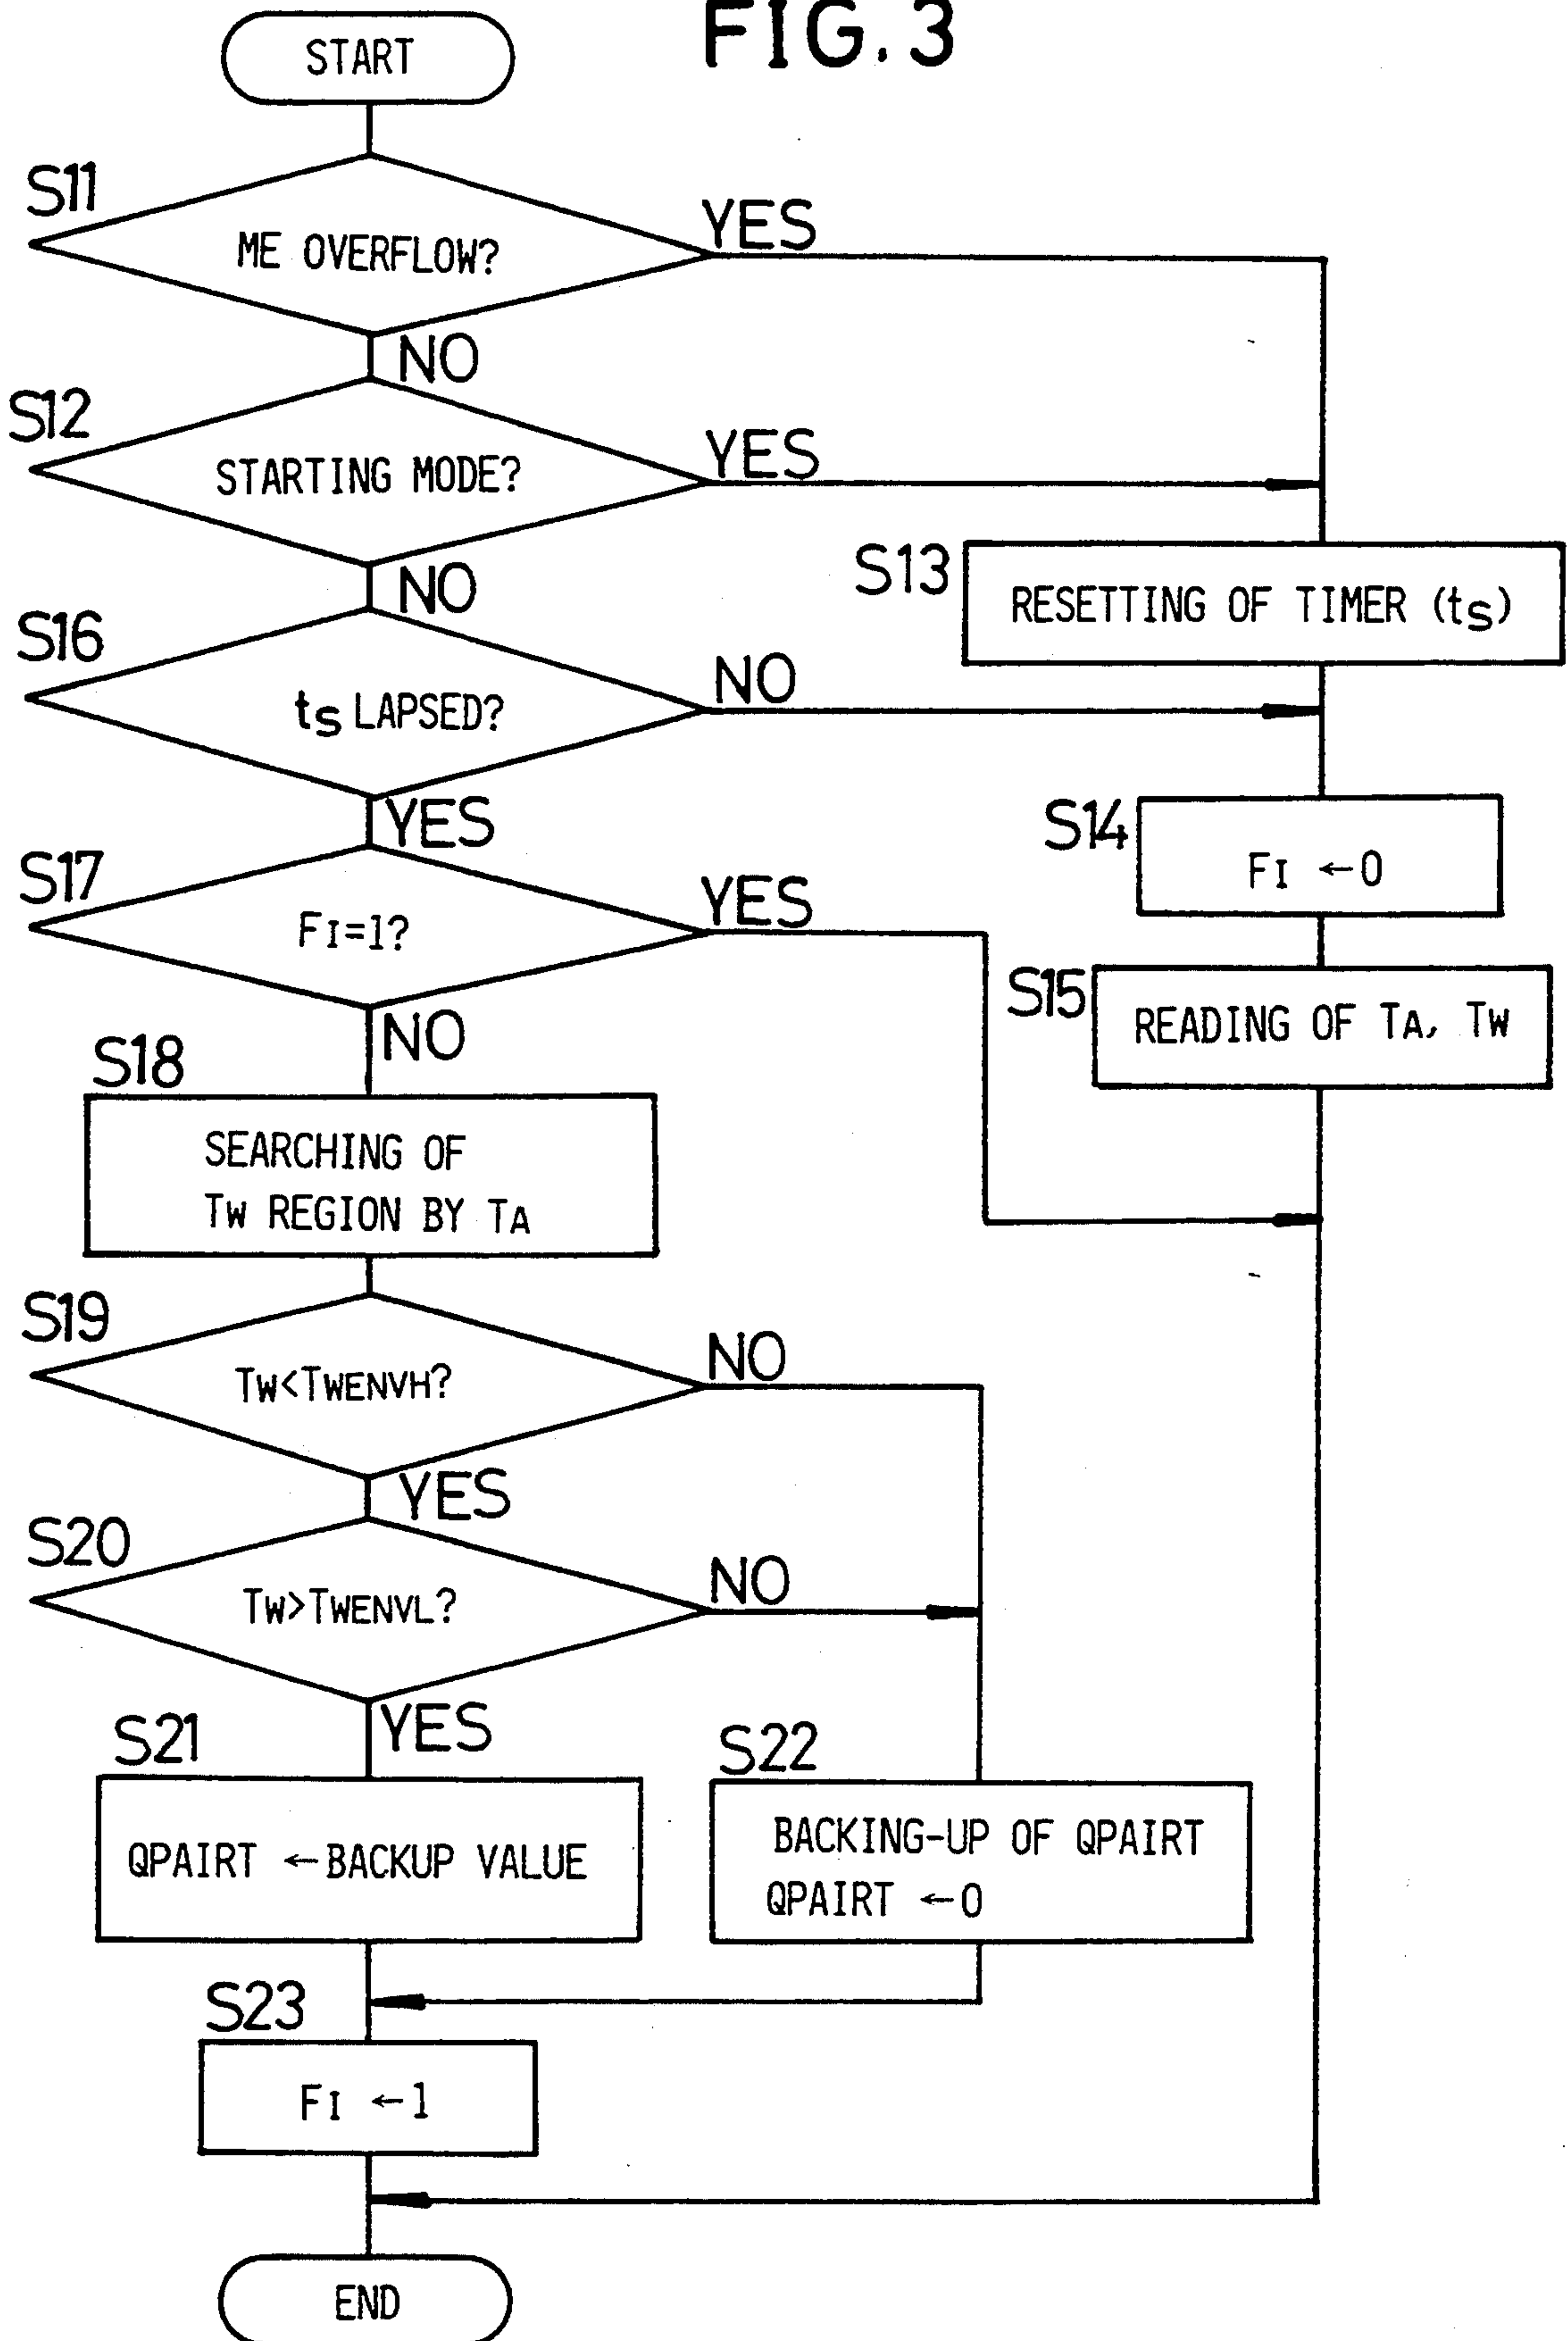 FIG. 3
START
S11
ME OVERFLOW?
YES
NO
S12
STARTING MODE?
YES
NO
S13
RESETTING OF TIMER (ts)
S16
ts LAPSED?
NO
YES
S14
FI ←0
S17
FI=1?
YES
NO
S15
READING OF TA, TW
S18
SEARCHING OF
TW REGION BY TA
S19
TW<TWENVH?
NO
YES
S20
TW>TWENVL?
NO
YES
S21
QPAIRT ←BACKUP VALUE
S22
BACKING-UP OF QPAIRT
QPAIRT ←0
S23
FI ←1
END